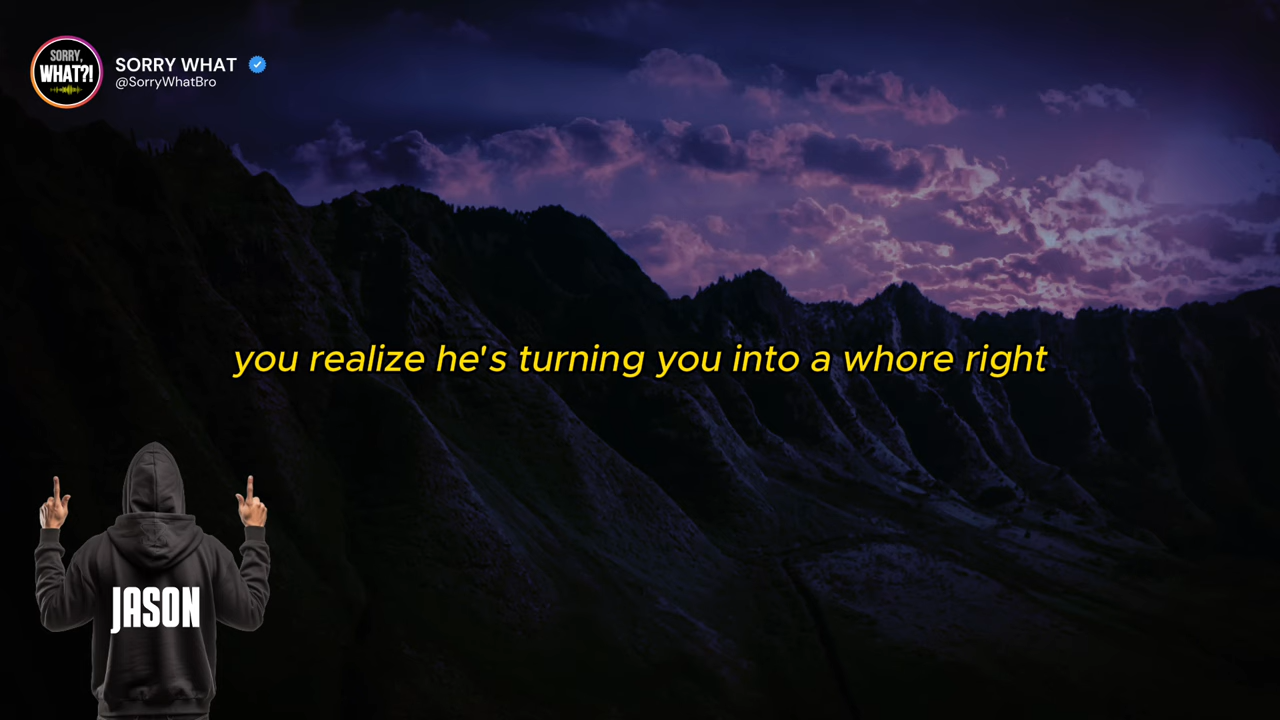 SORRY,
WHAT?!
SORRY WHAT
@SorryWhatBro
you realize he's turning you into a whore right
JASON